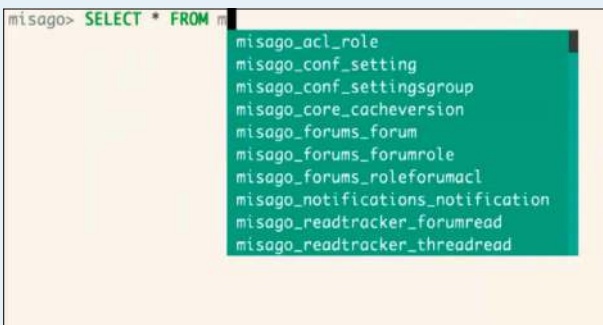 misago> SELECT * FROM m
misago_acl_role
misago_conf_setting
misago_conf_settingsgroup
misago_core_cacheversion
misago_forums_forum
misago_forums_forumrole
misago_forums_roleforumacl
misago_notifications_notification
misago_readtracker_forumread
misago_readtracker_threadread